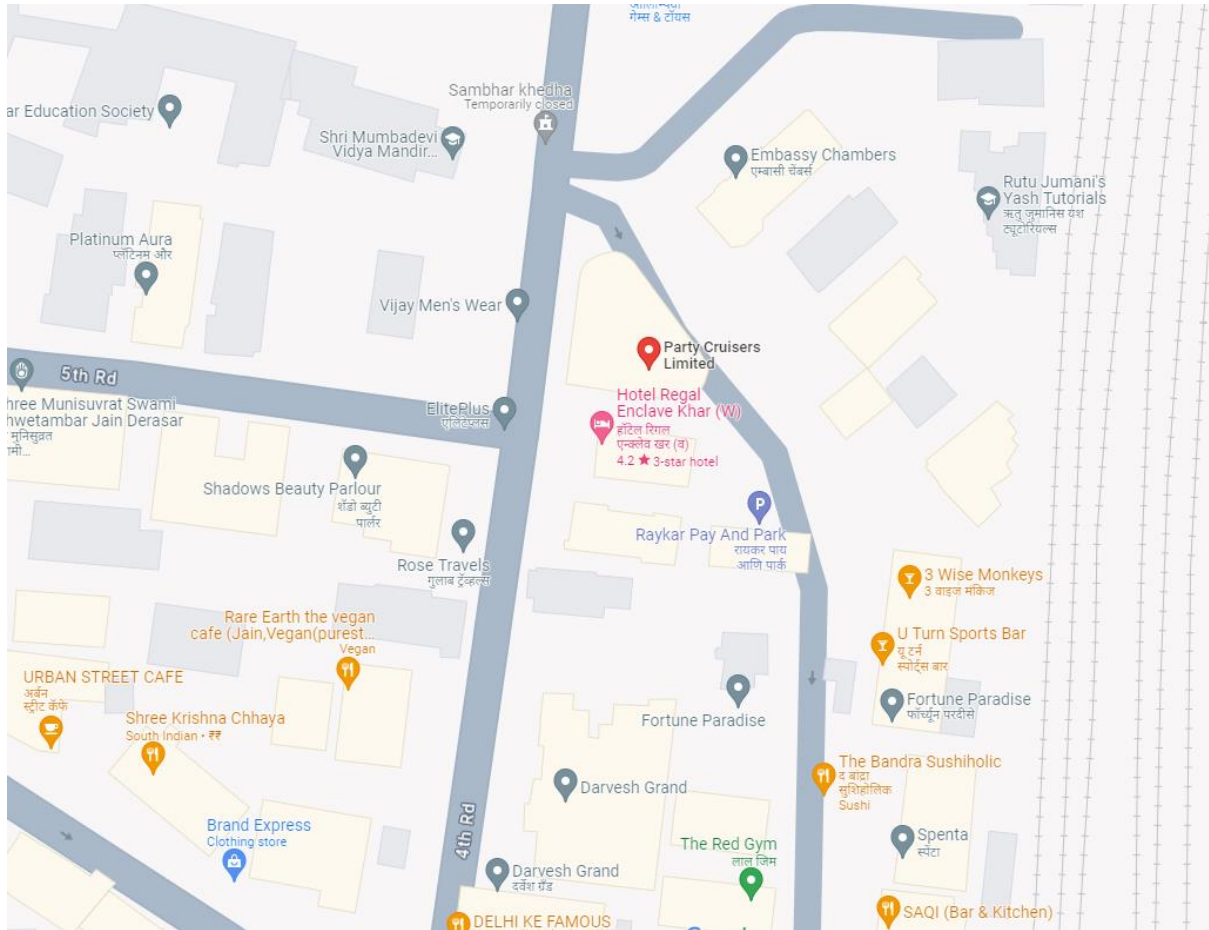 गेम्स & टॉयस
Sambhar khedha
Temporarily closed
ar Education Society
Shri Mumbadevi
Vidya Mandir...
Embassy Chambers
एम्बासी चेंबर्स
Rutu Jumani's
Yash Tutorials
ऋतु जुमानिस यश
ट्यूटोरियल्स
Platinum Aura
प्लॅटिनम और
Vijay Men's Wear
Party Cruisers
Limited
5th Rd
hree Munisuvrat Swami
hwetambar Jain Derasar
मुनिसुव्रत
मी...
ElitePlus
एलिटेप्लस
Hotel Regal
Enclave Khar (W)
हॉटेल रिगल
एन्क्लेव खर (व)
4.2 ★ 3-star hotel
Shadows Beauty Parlour
शॅडो ब्युटी
पार्लर
P
Raykar Pay And Park
रायकर पाय
आणि पार्क
Rose Travels
गुलाब ट्रॅव्हल्स
3 Wise Monkeys
3 वाइज मंकिज
Rare Earth the vegan
cafe (Jain,Vegan(purest...
Vegan
U Turn Sports Bar
यू टर्न
स्पोर्ट्स बार
URBAN STREET CAFE
अर्बन
स्ट्रीट कॅफे
Fortune Paradise
फॉर्च्यून परदीसे
Shree Krishna Chhaya
South Indian • ₹₹
Fortune Paradise
The Bandra Sushiholic
द बांद्रा
सुशिहोलिक
Sushi
Darvesh Grand
Brand Express
Clothing store
4th Rd
The Red Gym
लाल जिम
Spenta
स्पेंटा
Darvesh Grand
दर्वेश ग्रँड
DELHI KE FAMOUS
SAQI (Bar & Kitchen)